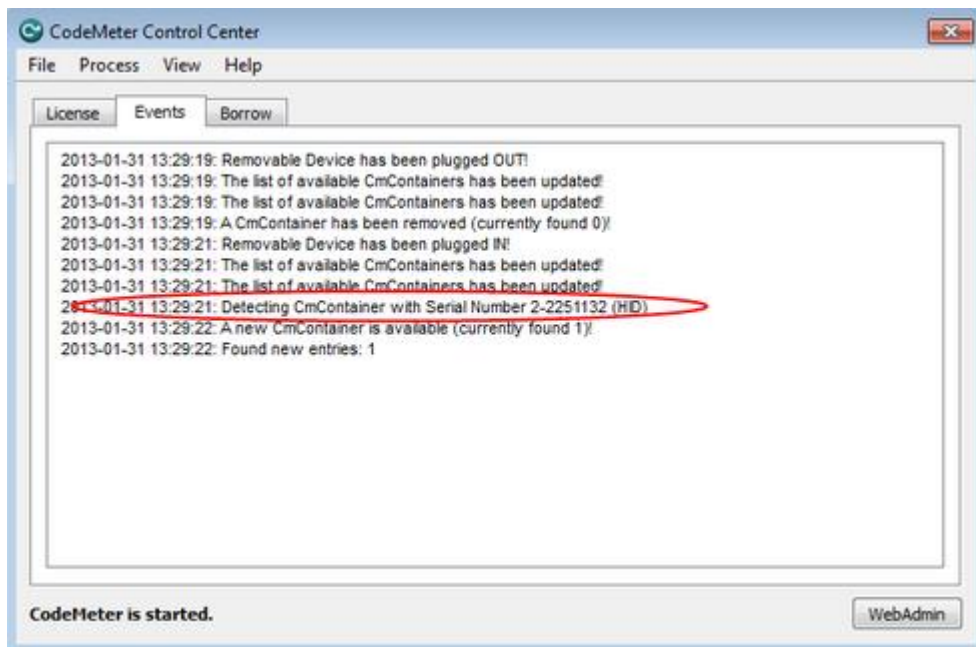 CodeMeter Control Center
File Process View Help
License Events Borrow
2013-01-31 13:29:19: Removable Device has been plugged OUT!
2013-01-31 13:29:19: The list of available CmContainers has been updated!
2013-01-31 13:29:19: The list of available CmContainers has been updated!
2013-01-31 13:29:19: A CmContainer has been removed (currently found 0)!
2013-01-31 13:29:21: Removable Device has been plugged IN!
2013-01-31 13:29:21: The list of available CmContainers has been updated!
2013-01-31 13:29:21: The list of available CmContainers has been updated!
2013-01-31 13:29:21: Detecting CmContainer with Serial Number 2-2251132 (HID)
2013-01-31 13:29:22: A new CmContainer is available (currently found 1)!
2013-01-31 13:29:22: Found new entries: 1
CodeMeter is started.
WebAdmin